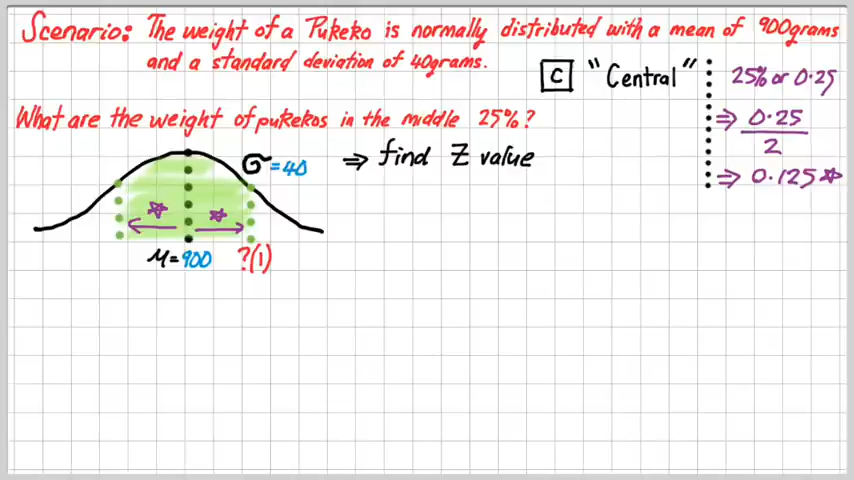 Scenario: The weight of a Pukeko is normally distributed with a mean of 900grams
and a standard deviation of 40grams.
C "Central"
25% or 0.25
⇒ 0.25
2
⇒ 0.125 ☆
What are the weight of pukekos in the middle 25%?
⇒ find Z value
σ=40
☆ ☆
μ=900 ?(1)